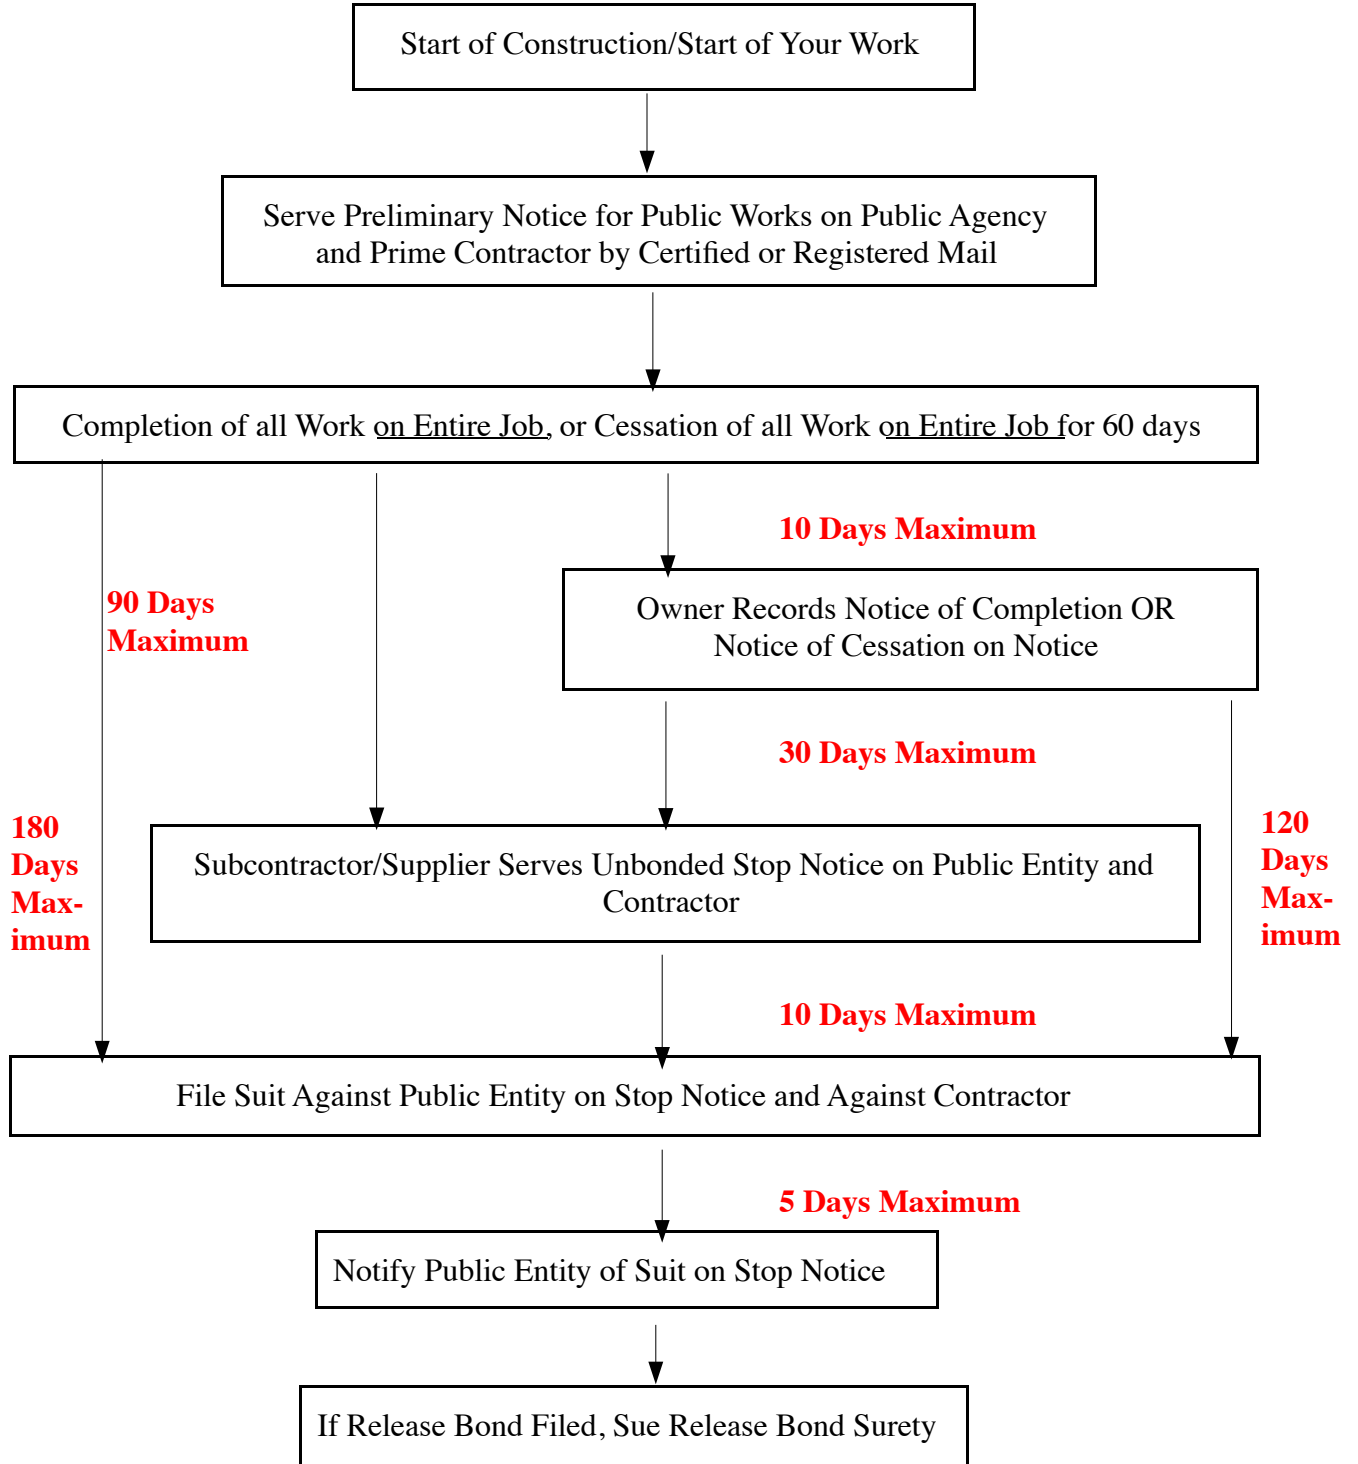 Start of Construction/Start of Your Work
Serve Preliminary Notice for Public Works on Public Agency
and Prime Contractor by Certified or Registered Mail
Completion of all Work on Entire Job, or Cessation of all Work on Entire Job for 60 days
10 Days Maximum
90 Days
Maximum
Owner Records Notice of Completion OR
Notice of Cessation on Notice
30 Days Maximum
180
Days
Max-
imum
120
Days
Max-
imum
Subcontractor/Supplier Serves Unbonded Stop Notice on Public Entity and
Contractor
10 Days Maximum
File Suit Against Public Entity on Stop Notice and Against Contractor
5 Days Maximum
Notify Public Entity of Suit on Stop Notice
If Release Bond Filed, Sue Release Bond Surety